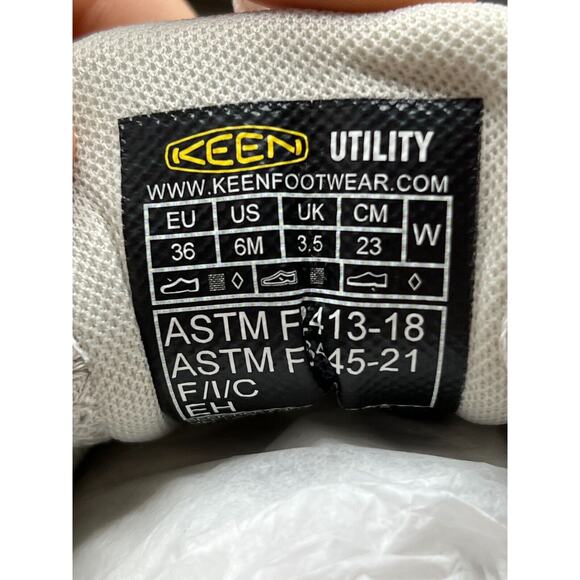 KEEN UTILITY
WWW.KEENFOOTWEAR.COM
EU US UK CM W
36 6M 3.5 23
ASTM F 413-18
ASTM F 45-21
F/I/C
EH